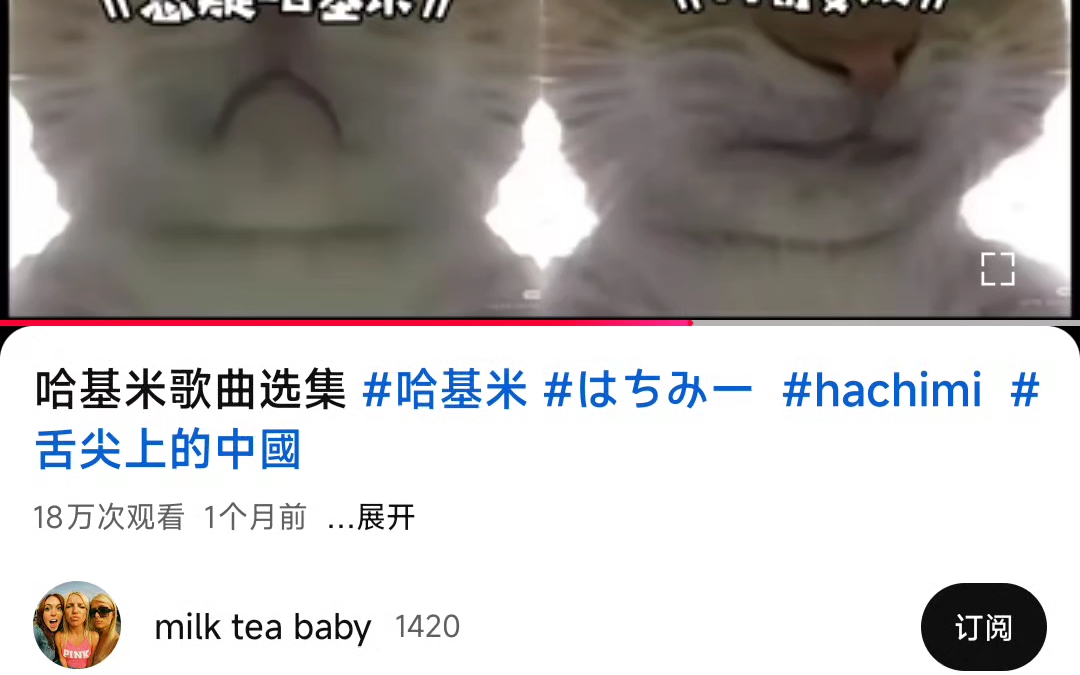 哈基米歌曲选集 #哈基米 #はちみー #hachimi #
舌尖上的中國
18万次观看 1个月前 ...展开
milk tea baby 1420
订阅
PINK